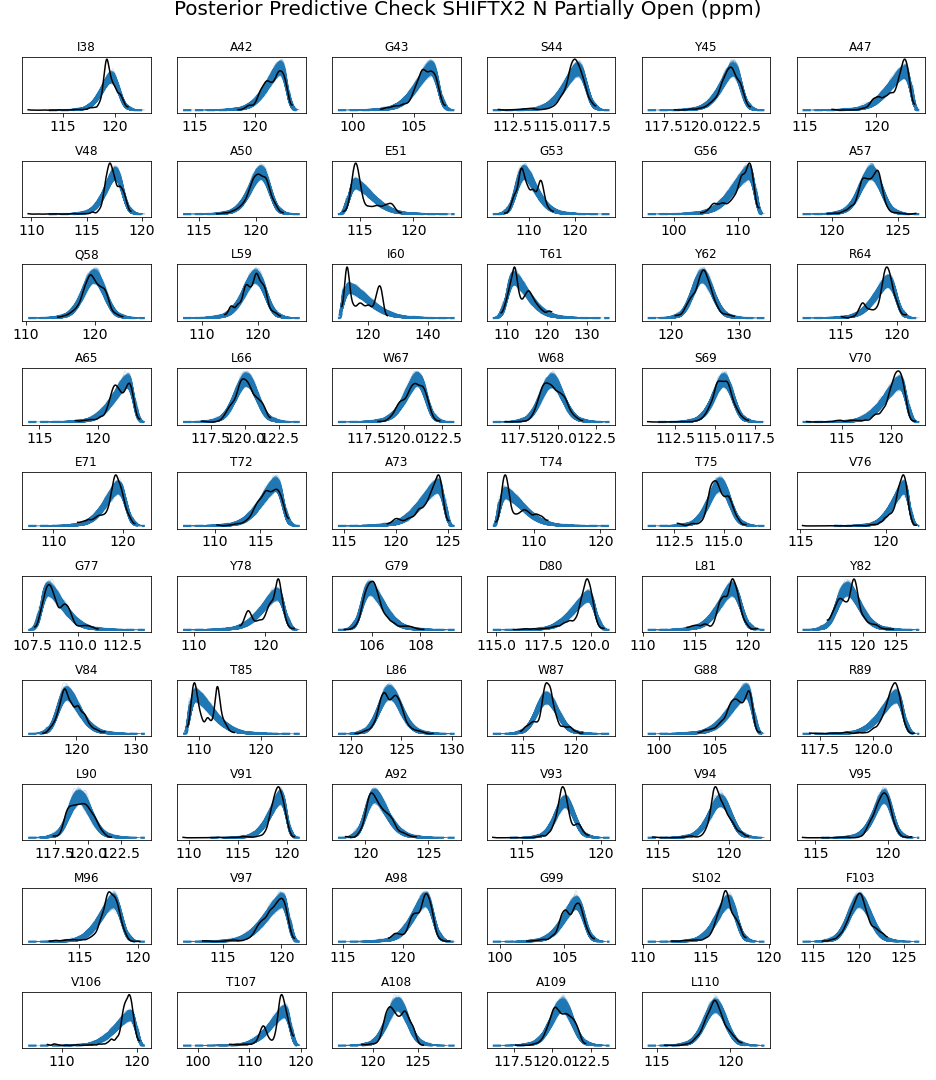 Posterior Predictive Check SHIFTX2 N Partially Open (ppm)
I38 A42 G43 S44 Y45 A47
115 120 115 120 100 105 112.5 115.0 117.5 117.5 120.0 122.5 115 120
V48 A50 E51 G53 G56 A57
110 115 120 115 120 115 120 110 120 100 110 120 125
Q58 L59 I60 T61 Y62 R64
110 120 110 120 120 140 110 120 130 120 130 115 120
A65 L66 W67 W68 S69 V70
115 120 117.5 120.0 122.5 117.5 120.0 122.5 117.5 120.0 122.5 112.5 115.0 117.5 115 120
E71 T72 A73 T74 T75 V76
110 120 110 115 115 120 125 110 120 112.5 115.0 115 120
G77 Y78 G79 D80 L81 Y82
107.5 110.0 112.5 110 120 106 108 115.0 117.5 120.0 110 115 120 115 120 125
V84 T85 L86 W87 G88 R89
120 130 110 120 120 125 130 115 120 100 105 117.5 120.0
L90 V91 A92 V93 V94 V95
117.5 120.0 122.5 110 115 120 120 125 115 120 115 120 115 120
M96 V97 A98 G99 S102 F103
115 120 115 120 115 120 100 105 110 115 120 115 120 125
V106 T107 A108 A109 L110
110 120 100 110 120 120 125 117.5 120.0 122.5 115 120